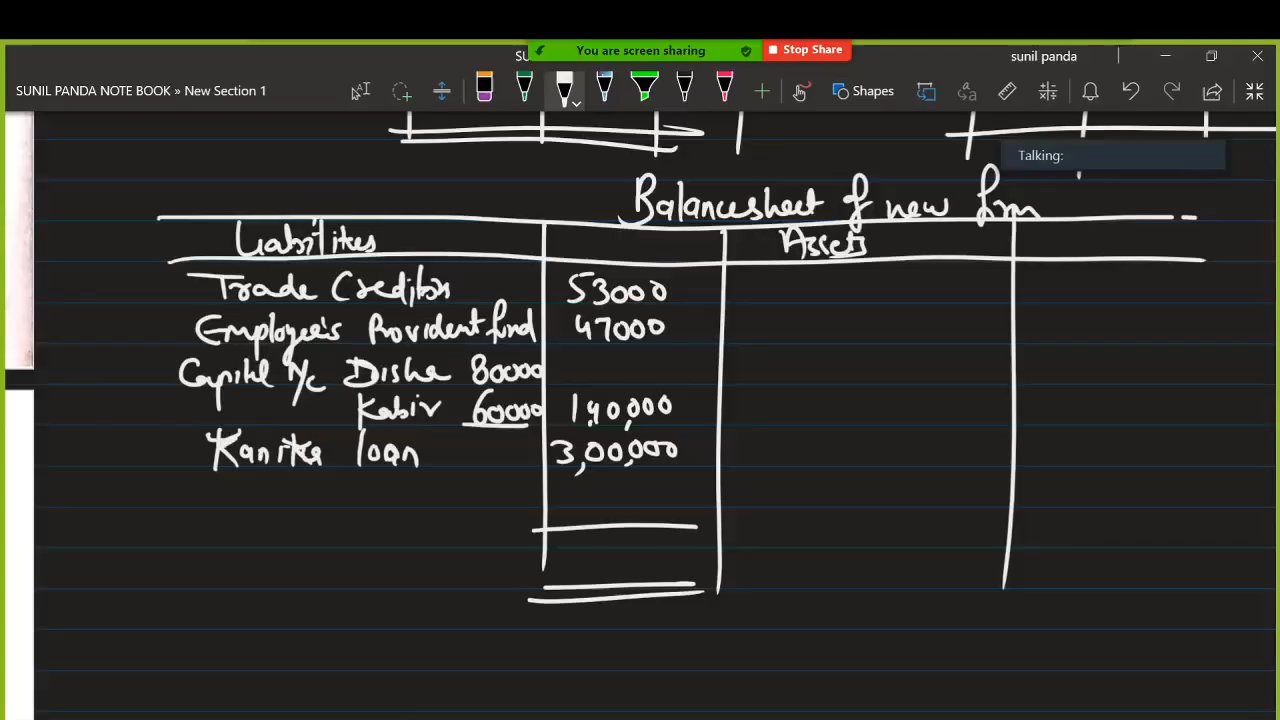 SU
You are screen sharing
Stop Share
sunil panda
SUNIL PANDA NOTE BOOK » New Section 1
Shapes
Talking:
Balancesheet of new firm
Liabilites Assets
Trade Creditors 53000
Employee's Provident fund 47000
Capital A/c Disha 80000
Kabir 60000 1,40,000
Kanika loan 3,00,000